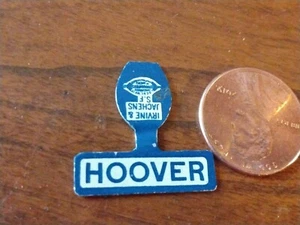 IRVINE &
JACHENS
S.F.
HOOVER